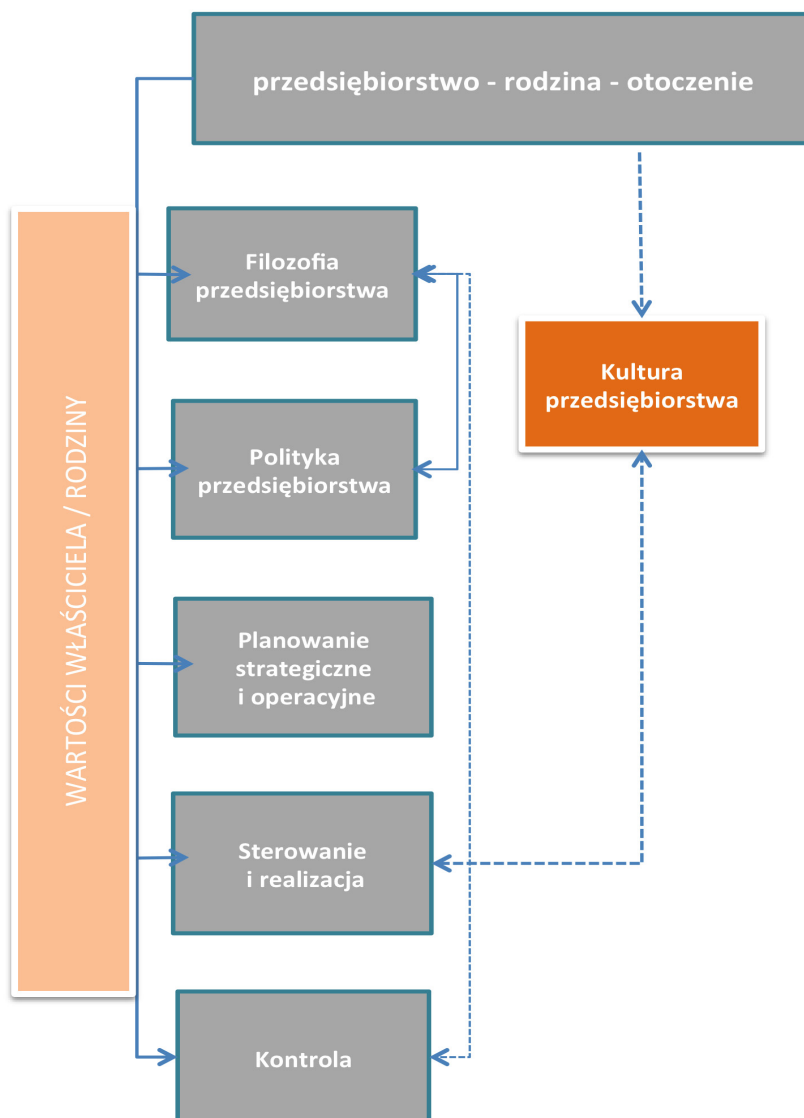 przedsiębiorstwo - rodzina - otoczenie
WARTOŚCI WŁAŚCICIELA / RODZINY
Filozofia
przedsiębiorstwa
Kultura
przedsiębiorstwa
Polityka
przedsiębiorstwa
Planowanie
strategiczne
i operacyjne
Sterowanie
i realizacja
Kontrola